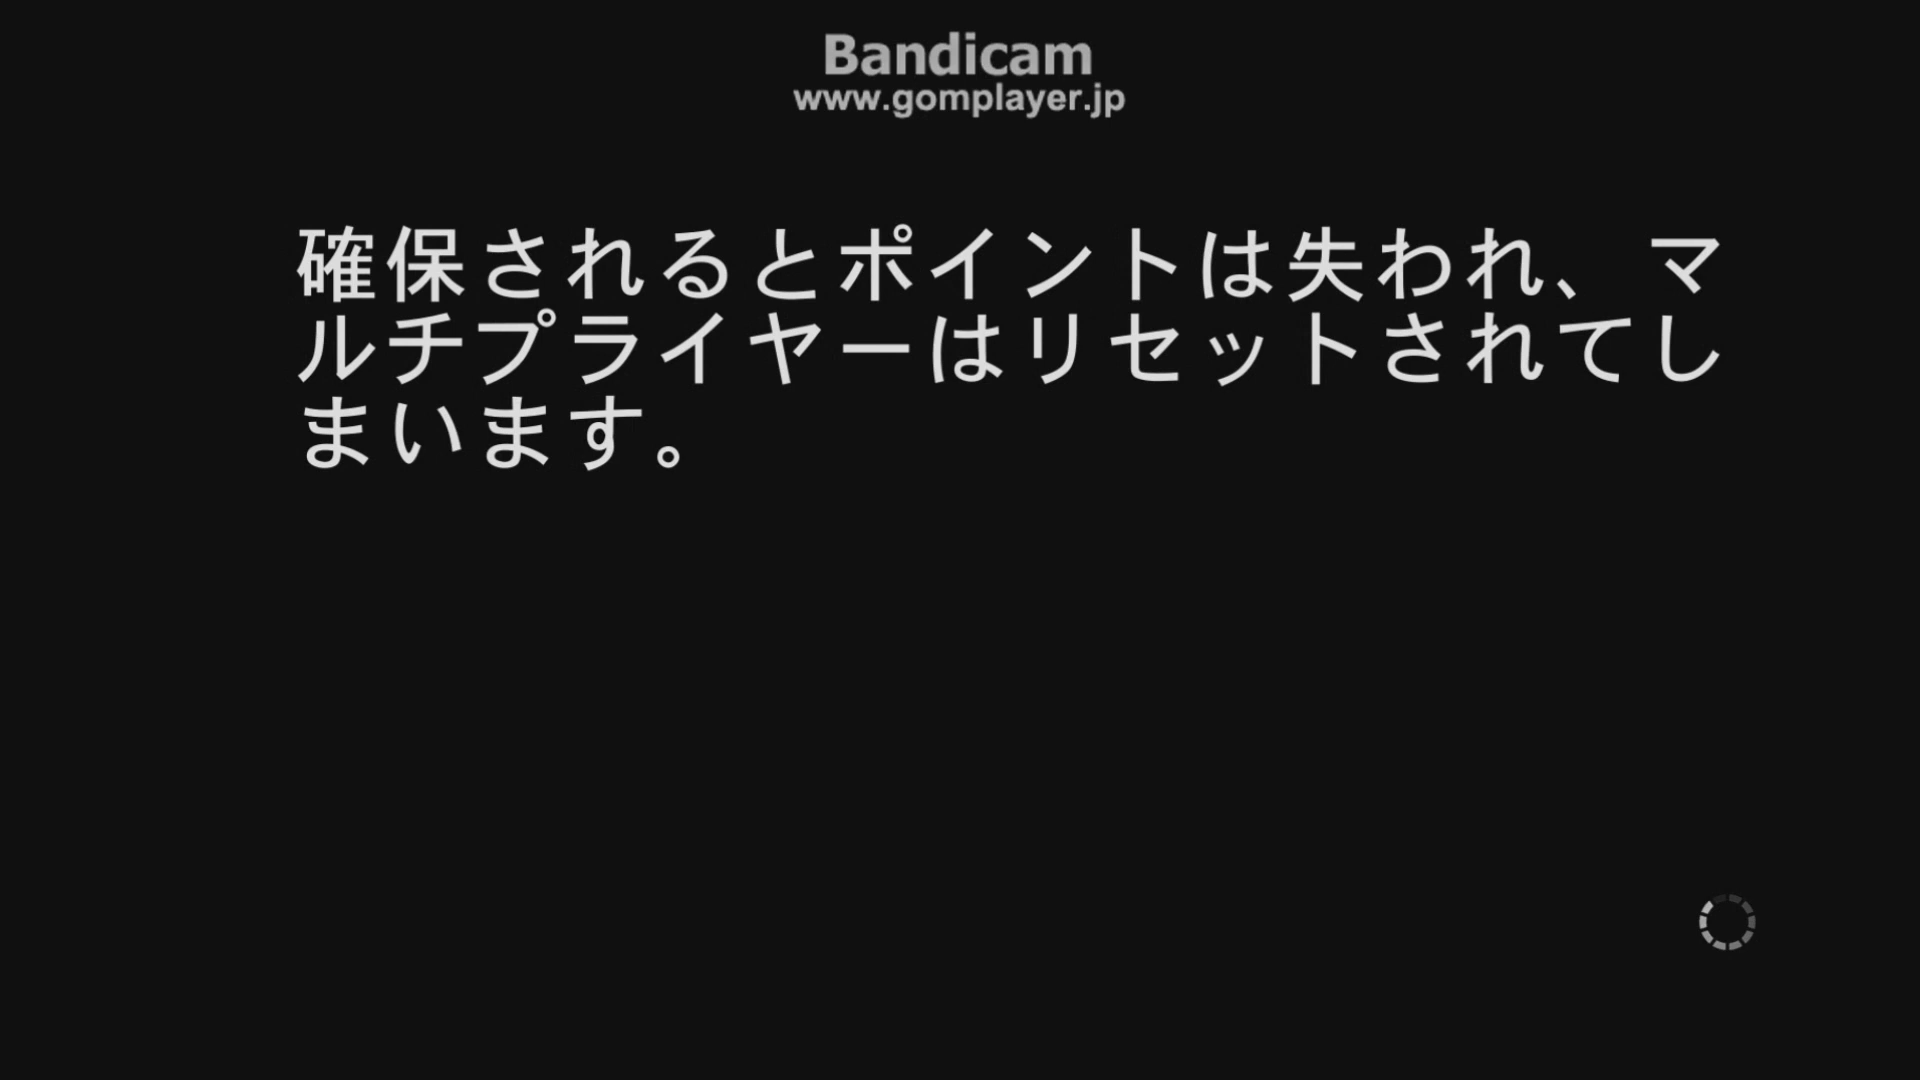 Bandicam
www.gomplayer.jp
確保されるとポイントは失われ、マ
ルチプライヤーはリセットされてし
まいます。